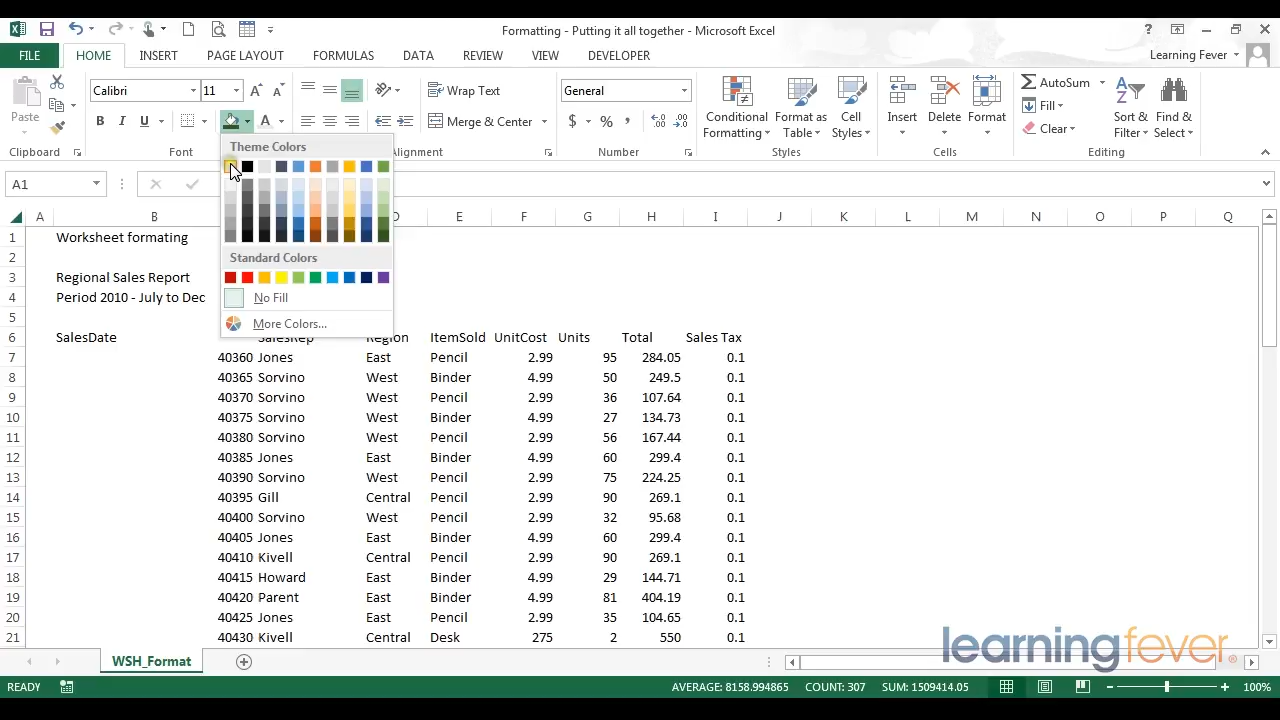 Formatting - Putting it all together - Microsoft Excel
FILE HOME INSERT PAGE LAYOUT FORMULAS DATA REVIEW VIEW DEVELOPER Learning Fever
Paste
Calibri 11
B I U A
Wrap Text
Merge & Center
General
$ % ,
Conditional Formatting
Format as Table
Cell Styles
Insert Delete Format
AutoSum
Fill
Clear
Sort & Filter
Find & Select
Clipboard Font Alignment Number Styles Cells Editing
Theme Colors
Standard Colors
No Fill
More Colors...
A1
A B D E F G H I J K L M N O P Q
1 Worksheet formating
2
3 Regional Sales Report
4 Period 2010 - July to Dec
5
6 SalesDate SalesRep Region ItemSold UnitCost Units Total Sales Tax
7 40360 Jones East Pencil 2.99 95 284.05 0.1
8 40365 Sorvino West Binder 4.99 50 249.5 0.1
9 40370 Sorvino West Pencil 2.99 36 107.64 0.1
10 40375 Sorvino West Binder 4.99 27 134.73 0.1
11 40380 Sorvino West Pencil 2.99 56 167.44 0.1
12 40385 Jones East Binder 4.99 60 299.4 0.1
13 40390 Sorvino West Pencil 2.99 75 224.25 0.1
14 40395 Gill Central Pencil 2.99 90 269.1 0.1
15 40400 Sorvino West Pencil 2.99 32 95.68 0.1
16 40405 Jones East Binder 4.99 60 299.4 0.1
17 40410 Kivell Central Pencil 2.99 90 269.1 0.1
18 40415 Howard East Binder 4.99 29 144.71 0.1
19 40420 Parent East Binder 4.99 81 404.19 0.1
20 40425 Jones East Pencil 2.99 35 104.65 0.1
21 40430 Kivell Central Desk 275 2 550 0.1
learningfever
WSH_Format
READY AVERAGE: 8158.994865 COUNT: 307 SUM: 1509414.05 100%